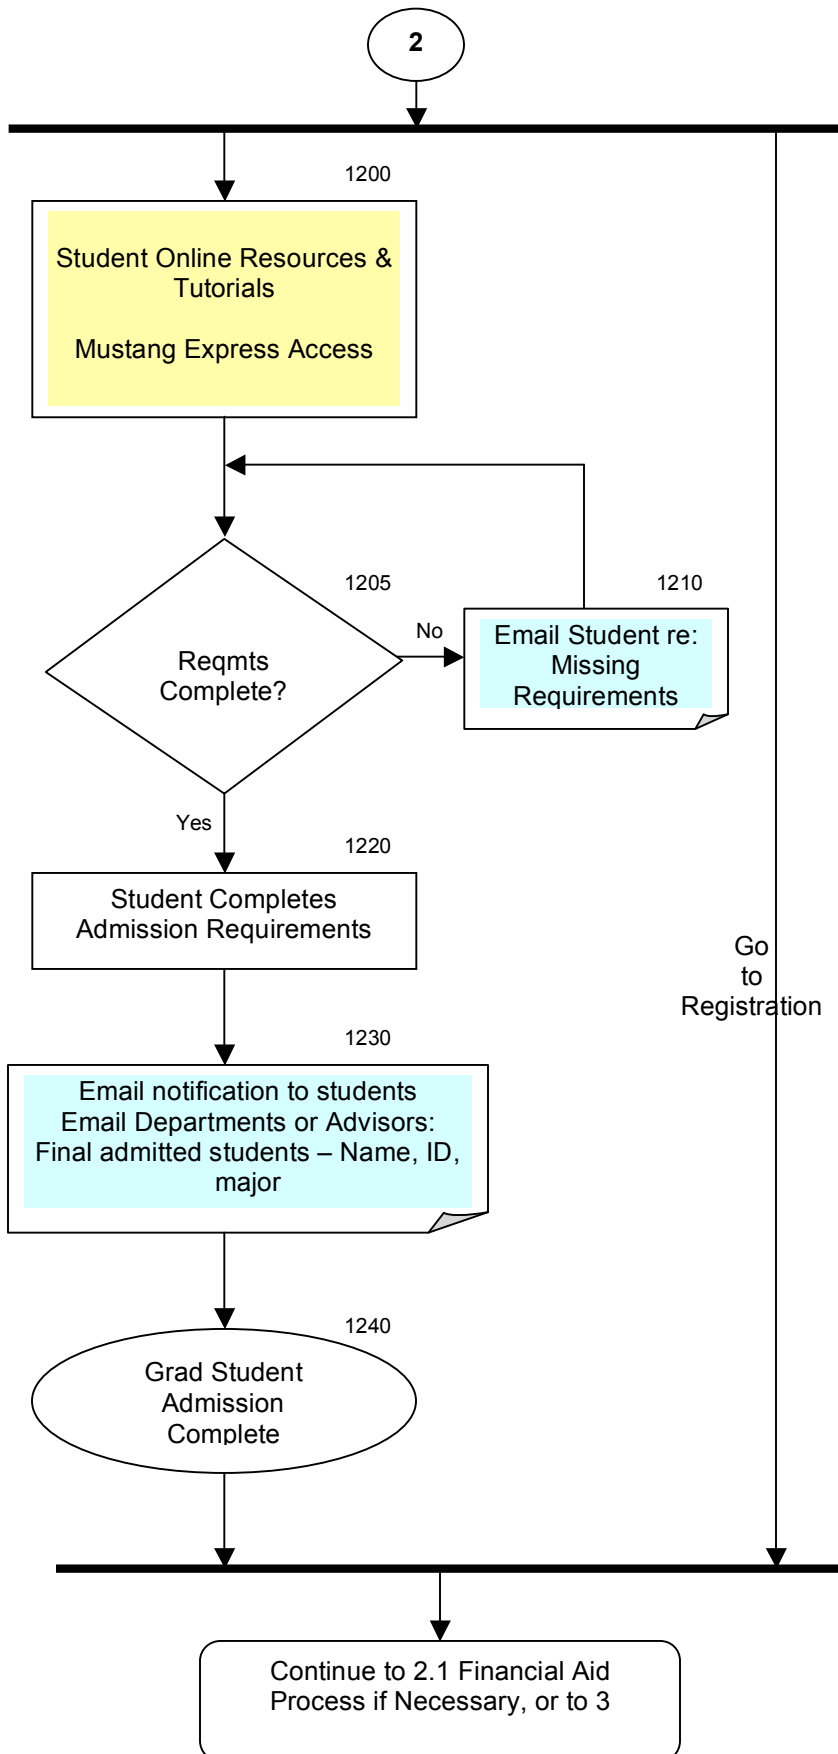 2
1200
Student Online Resources &
Tutorials
Mustang Express Access
1205
1210
Reqmts
Complete?
No
Email Student re:
Missing
Requirements
Yes
1220
Student Completes
Admission Requirements
Go
to
Registration
1230
Email notification to students
Email Departments or Advisors:
Final admitted students – Name, ID,
major
1240
Grad Student
Admission
Complete
Continue to 2.1 Financial Aid
Process if Necessary, or to 3